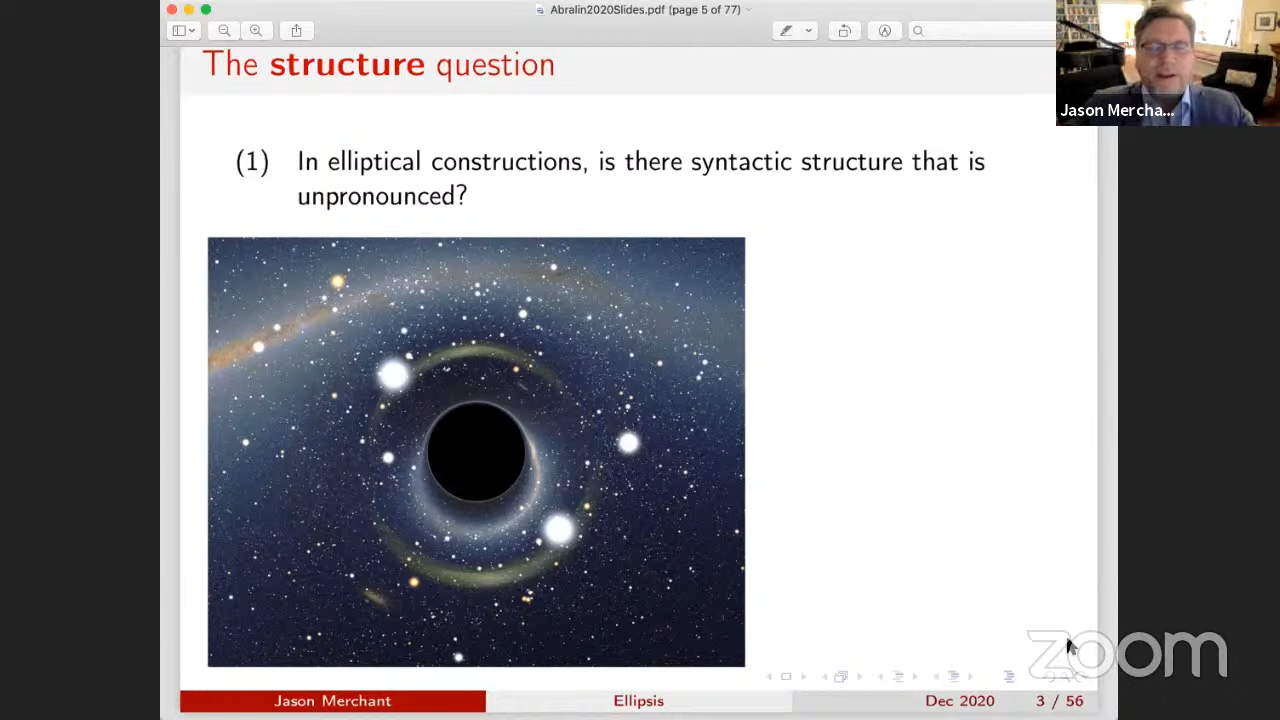 Abralin2020Slides.pdf (page 5 of 77)
The structure question
Jason Mercha...
(1) In elliptical constructions, is there syntactic structure that is
unpronounced?
zoom
Jason Merchant Ellipsis Dec 2020 3 / 56